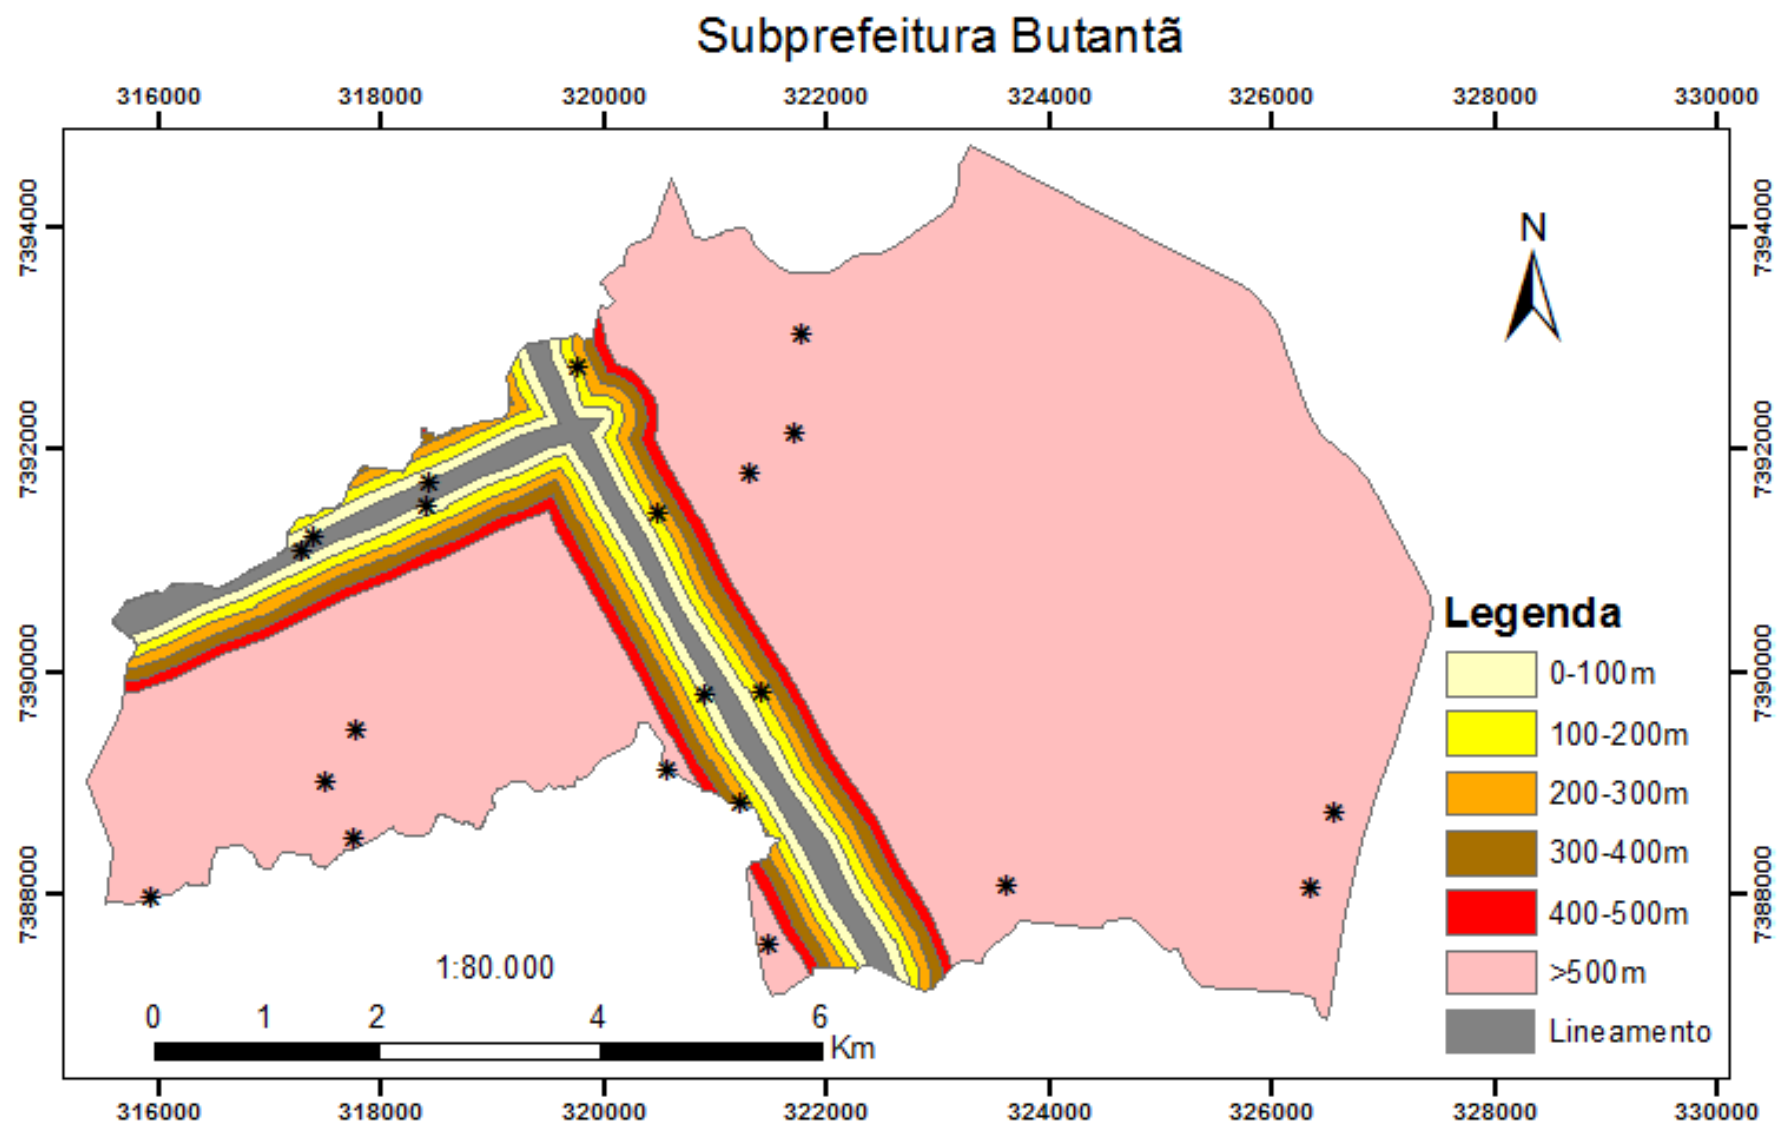 Subprefeitura Butantã
316000 318000 320000 322000 324000 326000 328000 330000
7394000 7394000
N
7392000 7392000
7390000 7390000
7388000 7388000
Legenda
0-100m
100-200m
200-300m
300-400m
400-500m
>500m
Lineamento
1:80.000
0 1 2 4 6
Km
316000 318000 320000 322000 324000 326000 328000 330000